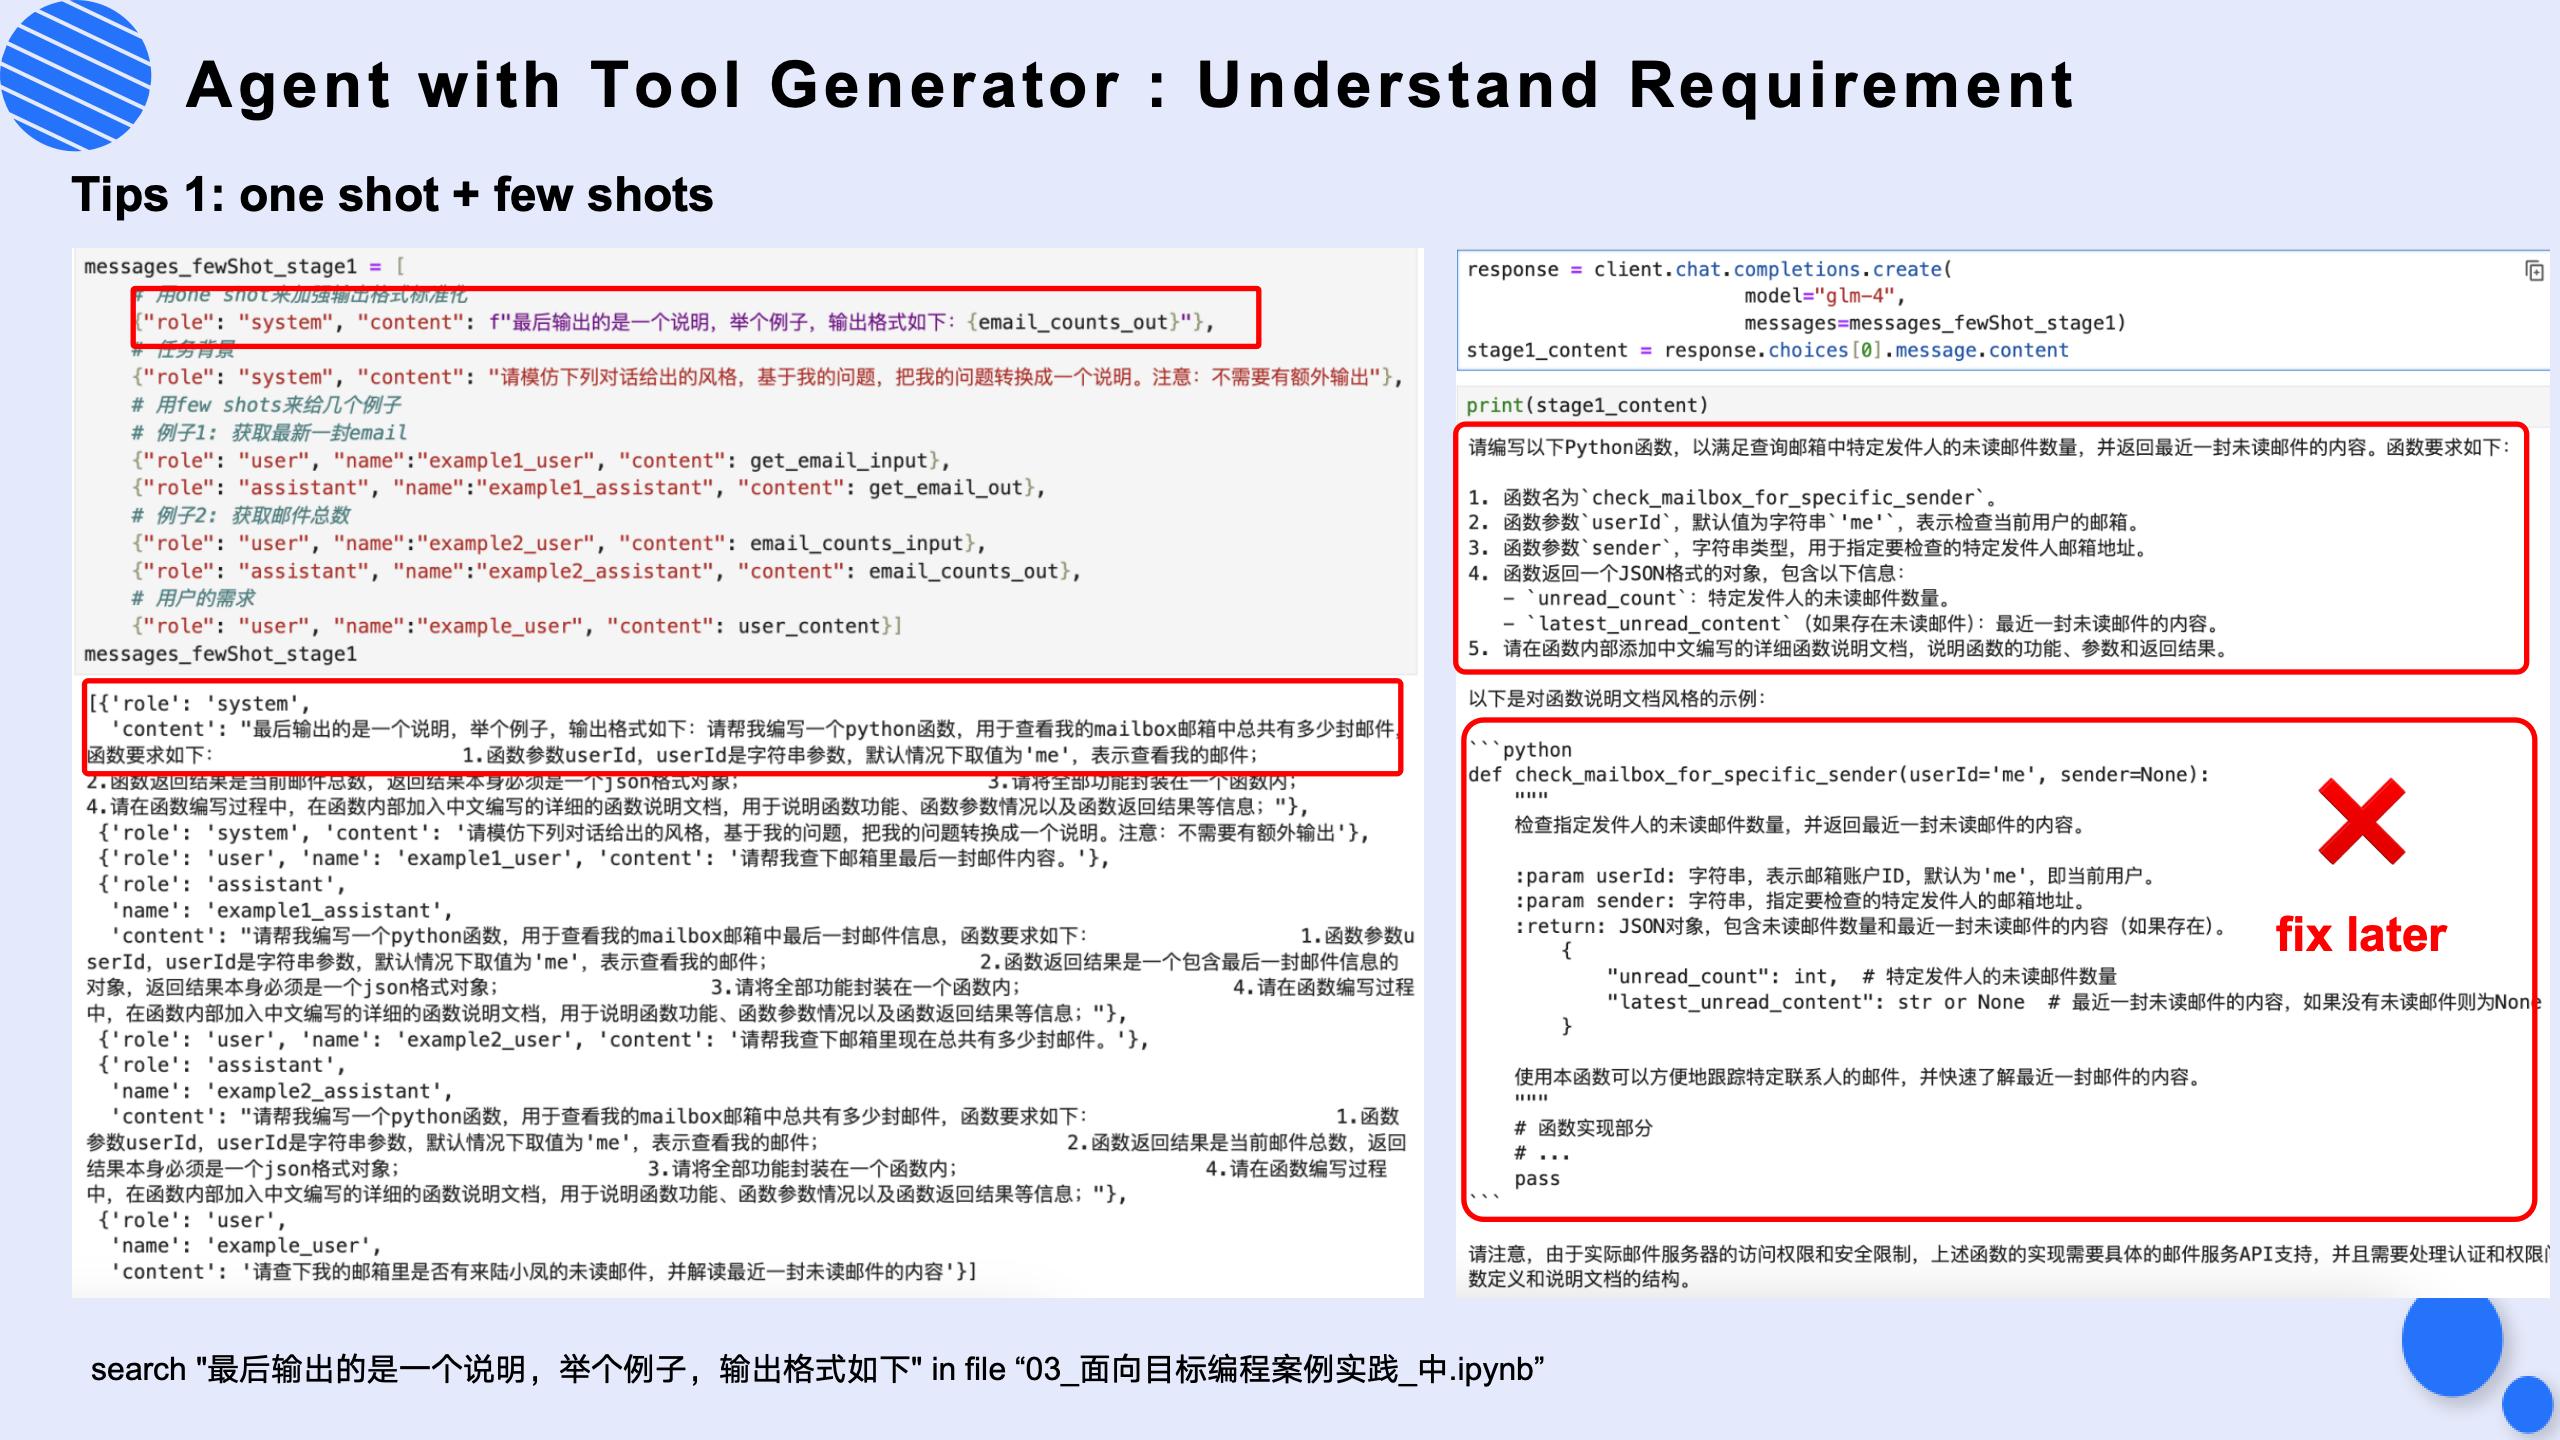 Agent with Tool Generator : Understand Requirement
Tips 1: one shot + few shots
messages_fewShot_stage1 = [
# 用one shot来加强输出格式标准化
{"role": "system", "content": f"最后输出的是一个说明，举个例子，输出格式如下：{email_counts_out}"},
# 任务背景
{"role": "system", "content": "请模仿下列对话给出的风格，基于我的问题，把我的问题转换成一个说明。注意：不需要有额外输出"},
# 用few shots来给几个例子
# 例子1: 获取最新一封email
{"role": "user", "name":"example1_user", "content": get_email_input},
{"role": "assistant", "name":"example1_assistant", "content": get_email_out},
# 例子2: 获取邮件总数
{"role": "user", "name":"example2_user", "content": email_counts_input},
{"role": "assistant", "name":"example2_assistant", "content": email_counts_out},
# 用户的需求
{"role": "user", "name":"example_user", "content": user_content}]
messages_fewShot_stage1
[{'role': 'system',
'content': "最后输出的是一个说明，举个例子，输出格式如下：请帮我编写一个python函数，用于查看我的mailbox邮箱中总共有多少封邮件，
函数要求如下： 1.函数参数userId，userId是字符串参数，默认情况下取值为'me'，表示查看我的邮件；
2.函数返回结果是当前邮件总数，返回结果本身必须是一个json格式对象； 3.请将全部功能封装在一个函数内；
4.请在函数编写过程中，在函数内部加入中文编写的详细的函数说明文档，用于说明函数功能、函数参数情况以及函数返回结果等信息；"},
{'role': 'system', 'content': '请模仿下列对话给出的风格，基于我的问题，把我的问题转换成一个说明。注意：不需要有额外输出'},
{'role': 'user', 'name': 'example1_user', 'content': '请帮我查下邮箱里最后一封邮件内容。'},
{'role': 'assistant',
'name': 'example1_assistant',
'content': "请帮我编写一个python函数，用于查看我的mailbox邮箱中最后一封邮件信息，函数要求如下： 1.函数参数u
serId，userId是字符串参数，默认情况下取值为'me'，表示查看我的邮件； 2.函数返回结果是一个包含最后一封邮件信息的
对象，返回结果本身必须是一个json格式对象； 3.请将全部功能封装在一个函数内； 4.请在函数编写过程
中，在函数内部加入中文编写的详细的函数说明文档，用于说明函数功能、函数参数情况以及函数返回结果等信息；"},
{'role': 'user', 'name': 'example2_user', 'content': '请帮我查下邮箱里现在总共有多少封邮件。'},
{'role': 'assistant',
'name': 'example2_assistant',
'content': "请帮我编写一个python函数，用于查看我的mailbox邮箱中总共有多少封邮件，函数要求如下： 1.函数
参数userId，userId是字符串参数，默认情况下取值为'me'，表示查看我的邮件； 2.函数返回结果是当前邮件总数，返回
结果本身必须是一个json格式对象； 3.请将全部功能封装在一个函数内； 4.请在函数编写过程
中，在函数内部加入中文编写的详细的函数说明文档，用于说明函数功能、函数参数情况以及函数返回结果等信息；"},
{'role': 'user',
'name': 'example_user',
'content': '请查下我的邮箱里是否有来陆小凤的未读邮件，并解读最近一封未读邮件的内容'}]
response = client.chat.completions.create(
model="glm-4",
messages=messages_fewShot_stage1)
stage1_content = response.choices[0].message.content
print(stage1_content)
请编写以下Python函数，以满足查询邮箱中特定发件人的未读邮件数量，并返回最近一封未读邮件的内容。函数要求如下：
1. 函数名为`check_mailbox_for_specific_sender`。
2. 函数参数`userId`，默认值为字符串`'me'`，表示检查当前用户的邮箱。
3. 函数参数`sender`，字符串类型，用于指定要检查的特定发件人邮箱地址。
4. 函数返回一个JSON格式的对象，包含以下信息：
- `unread_count`：特定发件人的未读邮件数量。
- `latest_unread_content`（如果存在未读邮件）：最近一封未读邮件的内容。
5. 请在函数内部添加中文编写的详细函数说明文档，说明函数的功能、参数和返回结果。
以下是对函数说明文档风格的示例：
```python
def check_mailbox_for_specific_sender(userId='me', sender=None):
"""
检查指定发件人的未读邮件数量，并返回最近一封未读邮件的内容。
:param userId: 字符串，表示邮箱账户ID，默认为'me'，即当前用户。
:param sender: 字符串，指定要检查的特定发件人的邮箱地址。
:return: JSON对象，包含未读邮件数量和最近一封未读邮件的内容（如果存在）。
{
"unread_count": int, # 特定发件人的未读邮件数量
"latest_unread_content": str or None # 最近一封未读邮件的内容，如果没有未读邮件则为None
}
使用本函数可以方便地跟踪特定联系人的邮件，并快速了解最近一封邮件的内容。
"""
# 函数实现部分
# ...
pass
```
fix later
请注意，由于实际邮件服务器的访问权限和安全限制，上述函数的实现需要具体的邮件服务API支持，并且需要处理认证和权限
数定义和说明文档的结构。
search "最后输出的是一个说明，举个例子，输出格式如下" in file “03_面向目标编程案例实践_中.ipynb”